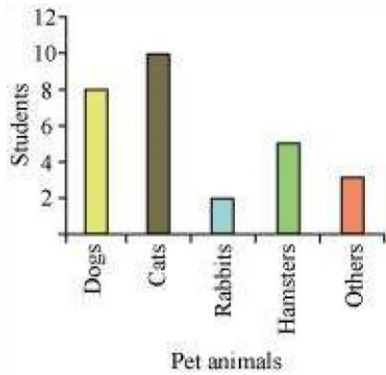 12
10
8
6
4
2
Students
Dogs
Cats
Rabbits
Hamsters
Others
Pet animals